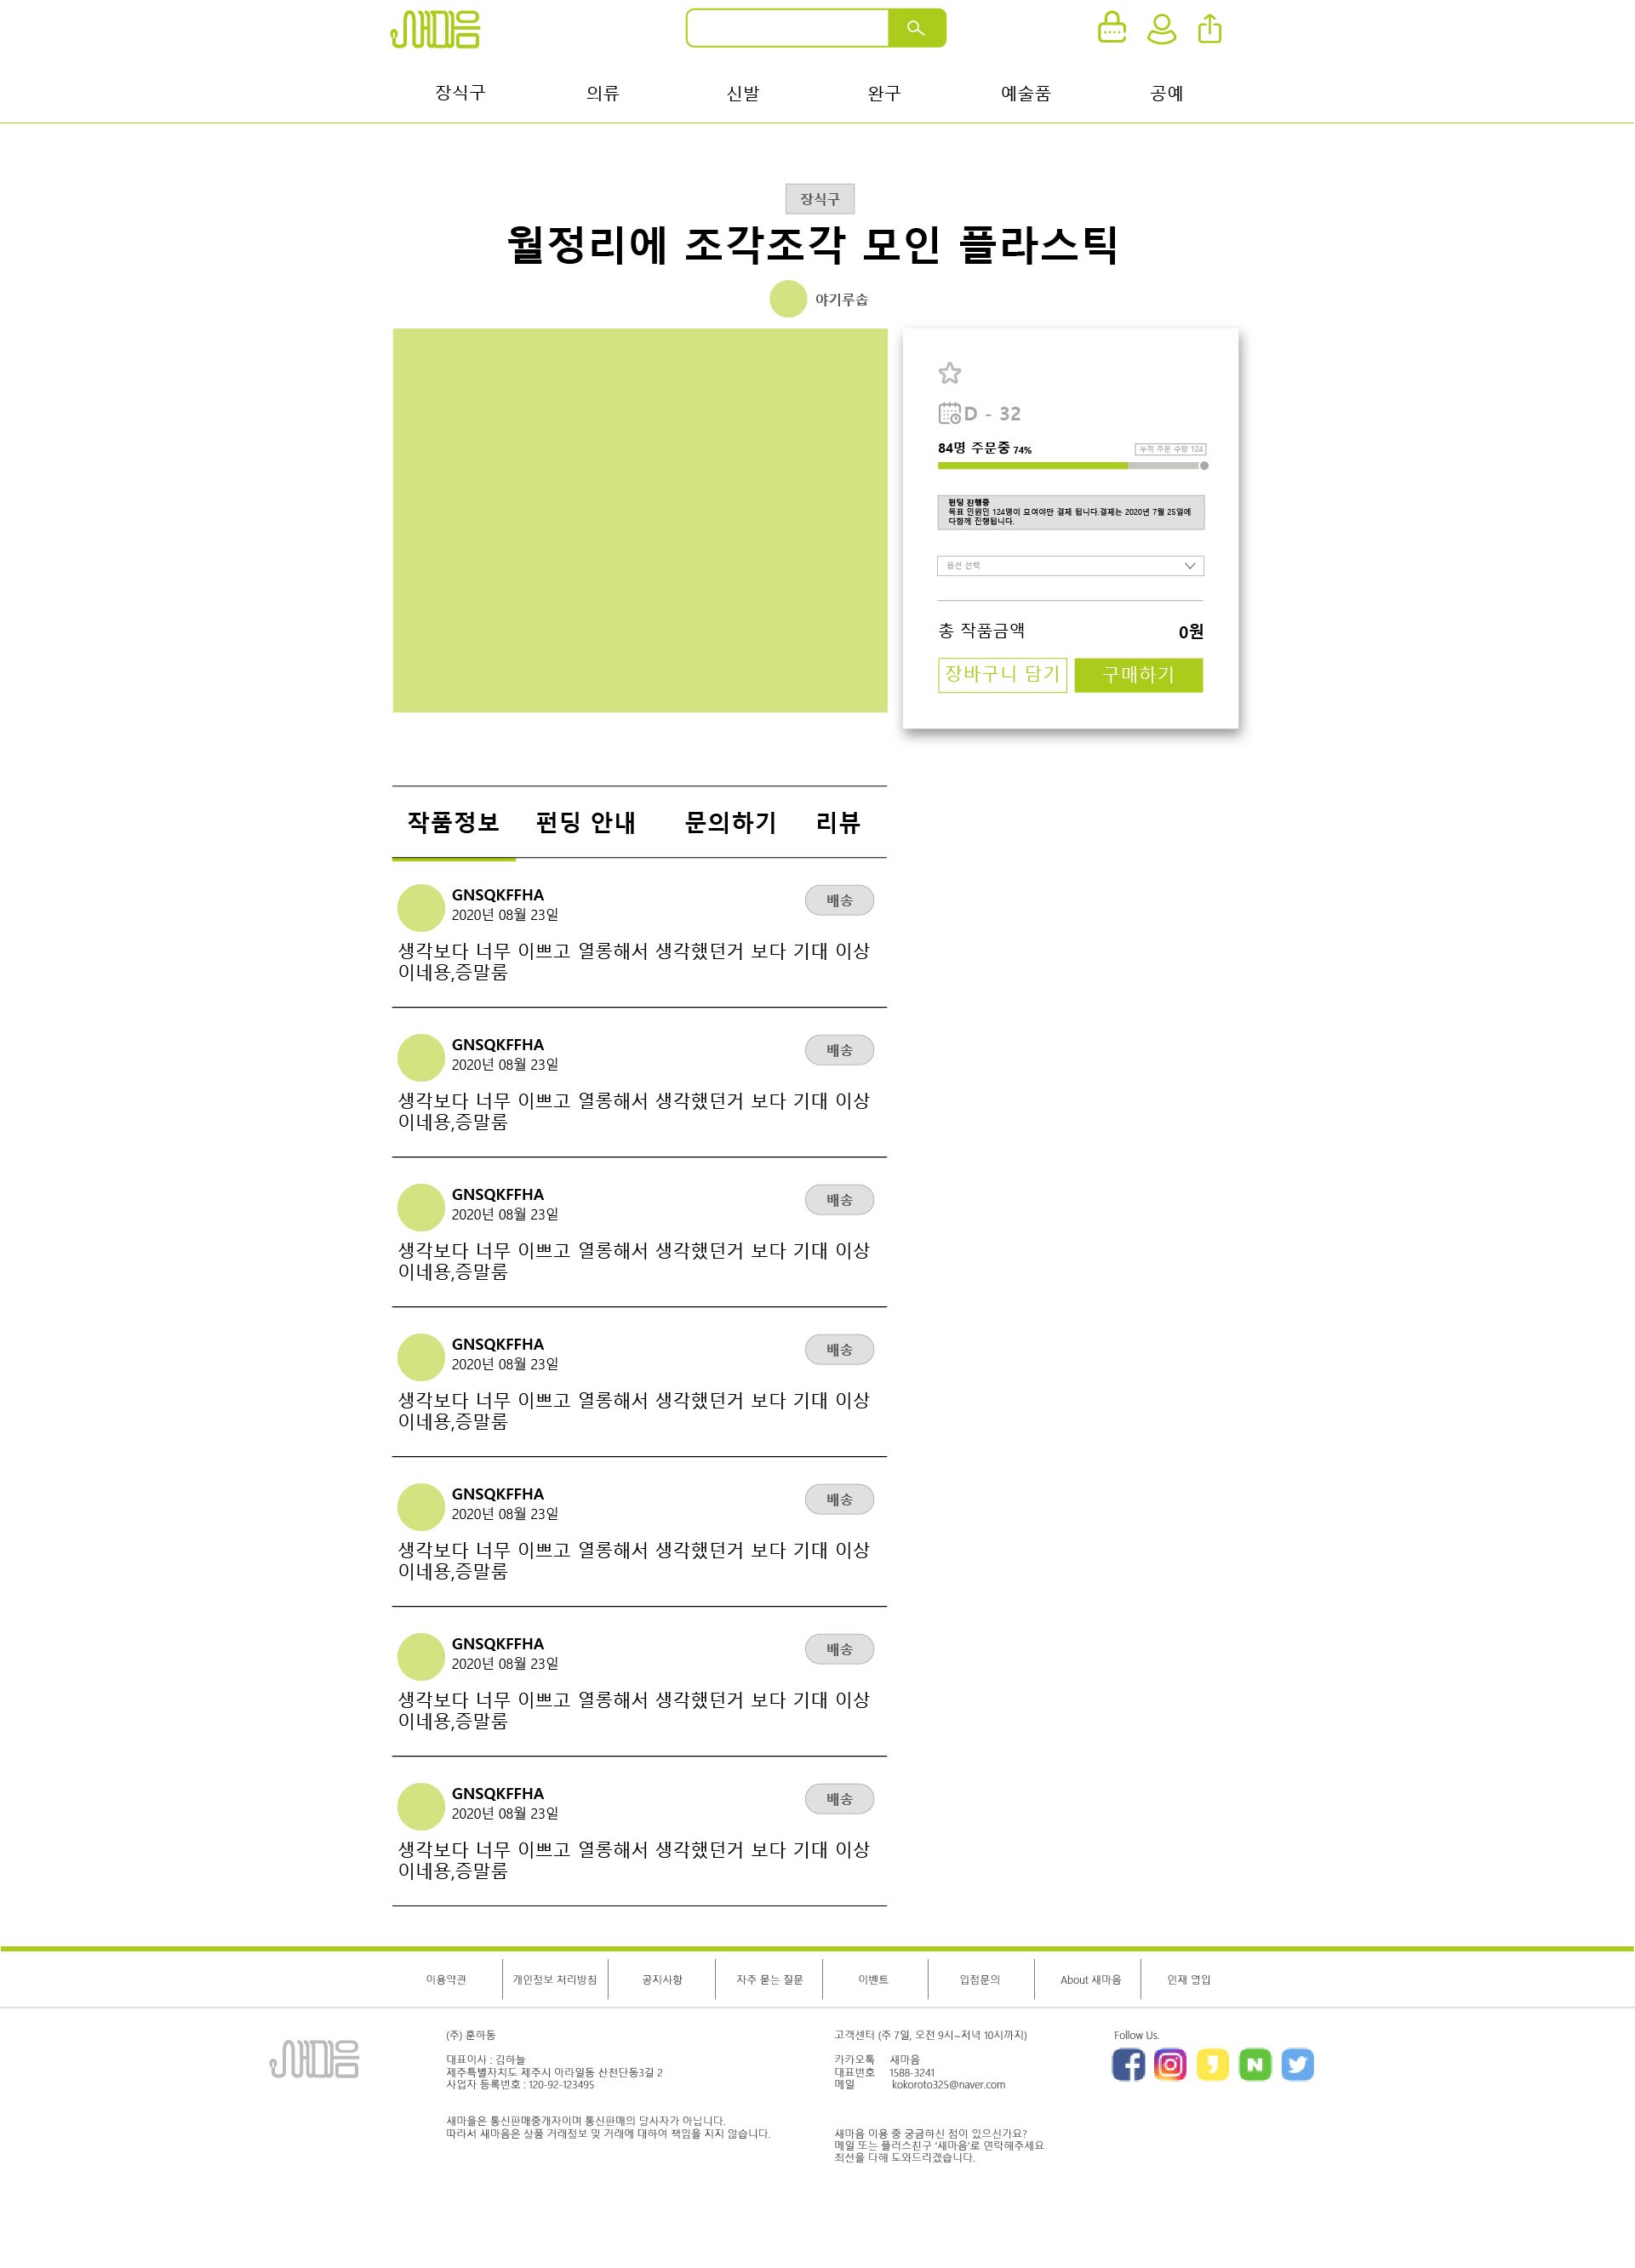 새마음
장식구 의류 신발 완구 예술품 공예
장식구
월정리에 조각조각 모인 플라스틱
야기루솝
D - 32
84명 주문중 74%
누적 주문 수량 124
펀딩 진행중
목표 인원인 124명이 모여야만 결제 됩니다.결제는 2020년 7월 25일에
다함께 진행됩니다.
옵션 선택
총 작품금액 0원
장바구니 담기 구매하기
작품정보 펀딩 안내 문의하기 리뷰
GNSQKFFHA
2020년 08월 23일
배송
생각보다 너무 이쁘고 열롱해서 생각했던거 보다 기대 이상
이네용,증말룸
GNSQKFFHA
2020년 08월 23일
배송
생각보다 너무 이쁘고 열롱해서 생각했던거 보다 기대 이상
이네용,증말룸
GNSQKFFHA
2020년 08월 23일
배송
생각보다 너무 이쁘고 열롱해서 생각했던거 보다 기대 이상
이네용,증말룸
GNSQKFFHA
2020년 08월 23일
배송
생각보다 너무 이쁘고 열롱해서 생각했던거 보다 기대 이상
이네용,증말룸
GNSQKFFHA
2020년 08월 23일
배송
생각보다 너무 이쁘고 열롱해서 생각했던거 보다 기대 이상
이네용,증말룸
GNSQKFFHA
2020년 08월 23일
배송
생각보다 너무 이쁘고 열롱해서 생각했던거 보다 기대 이상
이네용,증말룸
GNSQKFFHA
2020년 08월 23일
배송
생각보다 너무 이쁘고 열롱해서 생각했던거 보다 기대 이상
이네용,증말룸
이용약관 개인정보 처리방침 공지사항 자주 묻는 질문 이벤트 입점문의 About 새마음 인재 영입
새마음
(주) 훈하동
대표이사 : 김하늘
제주특별자치도 제주시 아라일동 산천단동3길 2
사업자 등록번호 : 120-92-123495
새마을은 통신판매중개자이며 통신판매의 당사자가 아닙니다.
따라서 새마음은 상품 거래정보 및 거래에 대하여 책임을 지지 않습니다.
고객센터 (주 7일, 오전 9시~저녁 10시까지)
카카오톡 새마음
대표번호 1588-3241
메일 kokoroto325@naver.com
새마음 이용 중 궁금하신 점이 있으신가요?
메일 또는 플러스친구 '새마음'로 연락해주세요
최선을 다해 도와드리겠습니다.
Follow Us.